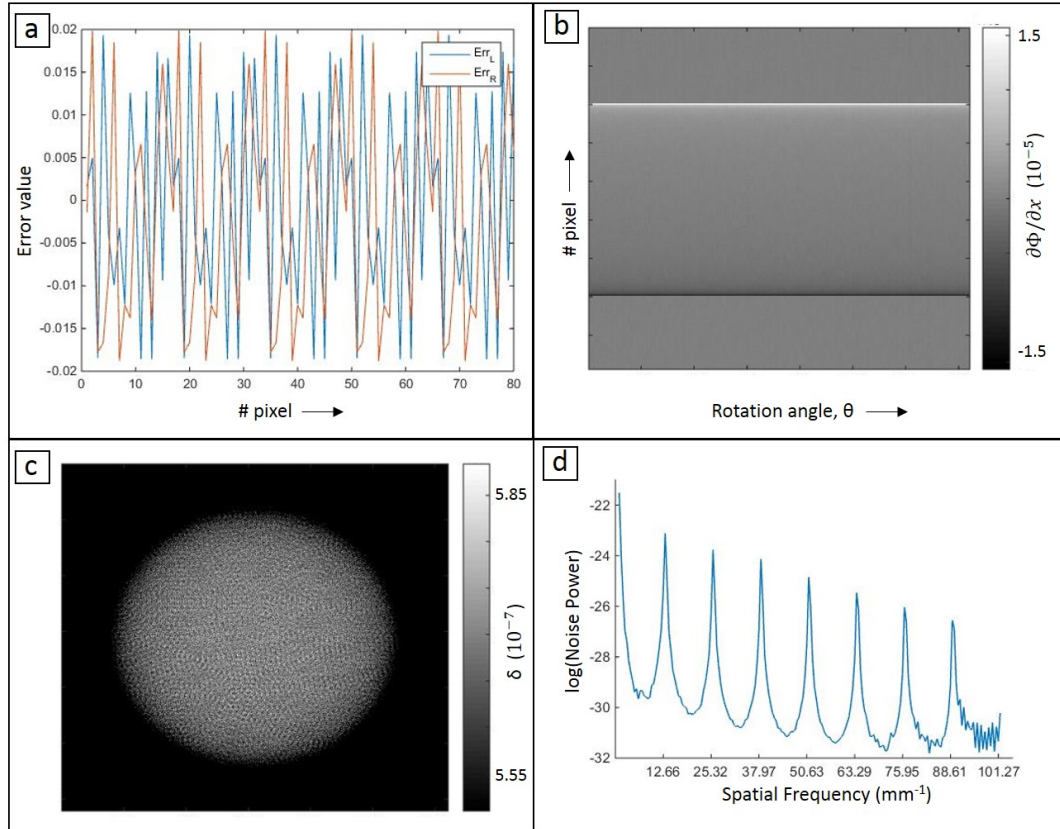 a
0.02
0.015
0.01
0.005
0
-0.005
-0.01
-0.015
-0.02
Error value
Err_L
Err_R
0 10 20 30 40 50 60 70 80
# pixel →
b
# pixel →
Rotation angle, θ →
1.5
-1.5
∂Φ/∂x (10⁻⁵)
c
5.85
5.55
δ (10⁻⁷)
d
-22
-24
-26
-28
-30
-32
log(Noise Power)
12.66 25.32 37.97 50.63 63.29 75.95 88.61 101.27
Spatial Frequency (mm⁻¹)